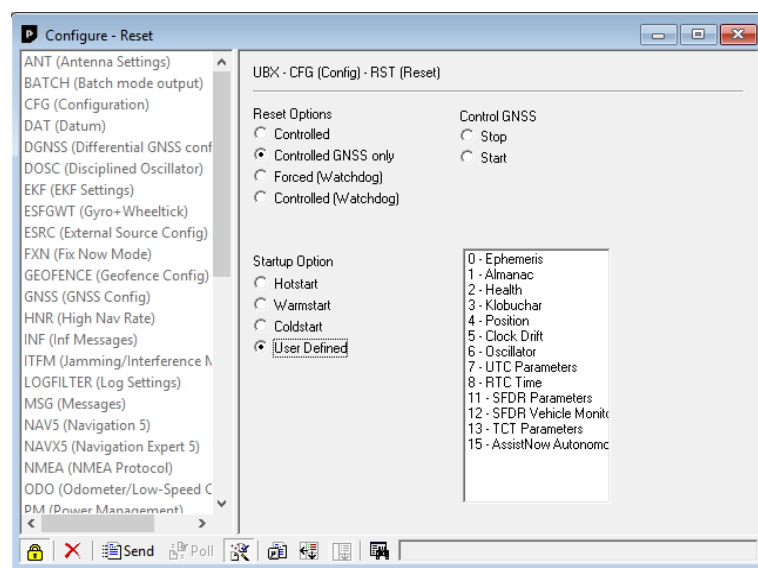 Configure - Reset
ANT (Antenna Settings)
BATCH (Batch mode output)
CFG (Configuration)
DAT (Datum)
DGNSS (Differential GNSS conf
DOSC (Disciplined Oscillator)
EKF (EKF Settings)
ESFGWT (Gyro+Wheeltick)
ESRC (External Source Config)
FXN (Fix Now Mode)
GEOFENCE (Geofence Config)
GNSS (GNSS Config)
HNR (High Nav Rate)
INF (Inf Messages)
ITFM (Jamming/Interference M
LOGFILTER (Log Settings)
MSG (Messages)
NAV5 (Navigation 5)
NAVX5 (Navigation Expert 5)
NMEA (NMEA Protocol)
ODO (Odometer/Low-Speed C
PM (Power Management)
UBX - CFG (Config) - RST (Reset)
Reset Options
Controlled
Controlled GNSS only
Forced (Watchdog)
Controlled (Watchdog)
Control GNSS
Stop
Start
Startup Option
Hotstart
Warmstart
Coldstart
User Defined
0 - Ephemeris
1 - Almanac
2 - Health
3 - Klobuchar
4 - Position
5 - Clock Drift
6 - Oscillator
7 - UTC Parameters
8 - RTC Time
11 - SFDR Parameters
12 - SFDR Vehicle Monito
13 - TCT Parameters
15 - AssistNow Autonomo
Send Poll